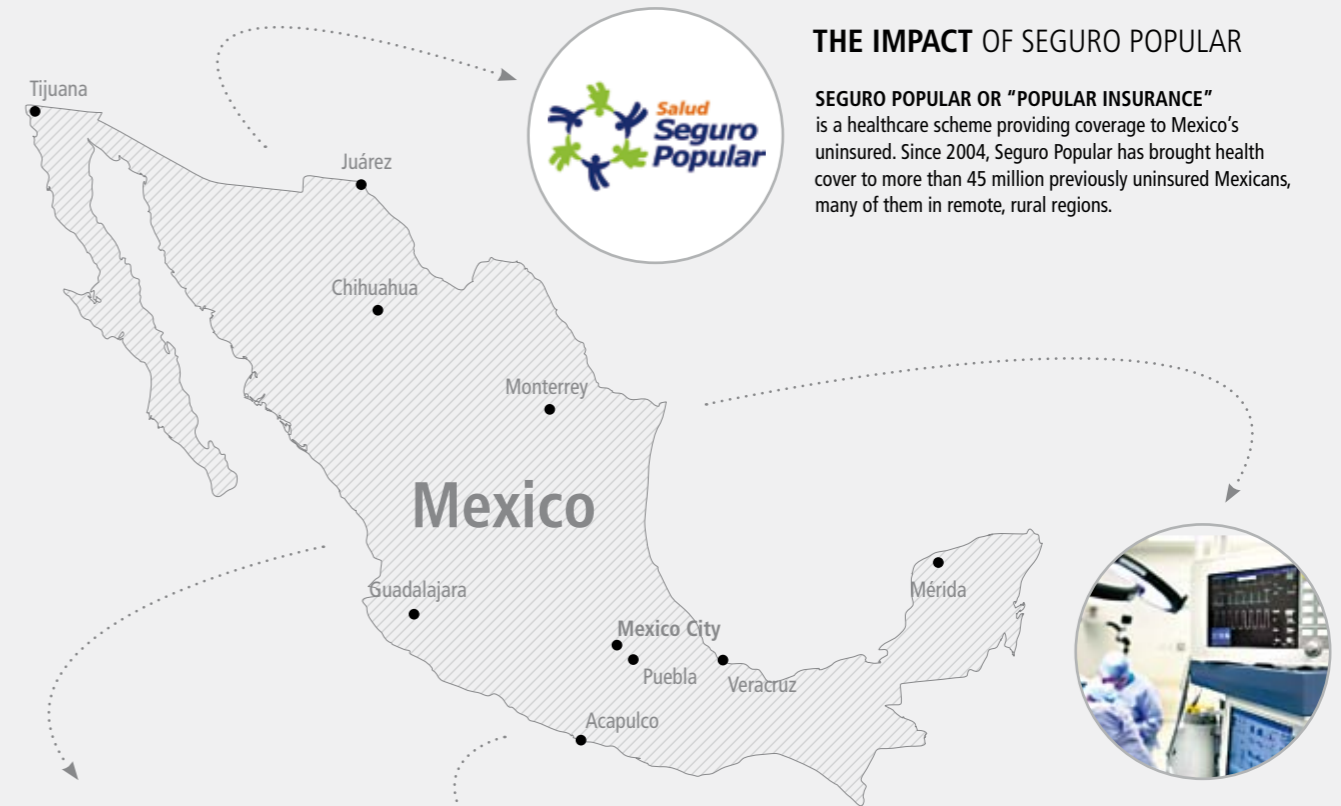 THE IMPACT OF SEGURO POPULAR
SEGURO POPULAR OR “POPULAR INSURANCE”
is a healthcare scheme providing coverage to Mexico’s
uninsured. Since 2004, Seguro Popular has brought health
cover to more than 45 million previously uninsured Mexicans,
many of them in remote, rural regions.
Salud
Seguro
Popular
Tijuana
Juárez
Chihuahua
Monterrey
Mexico
Guadalajara
Mérida
Mexico City
Puebla
Veracruz
Acapulco